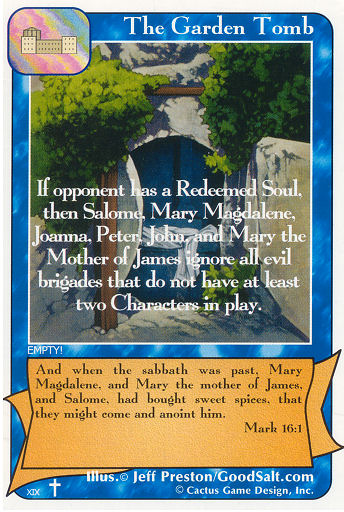 The Garden Tomb
If opponent has a Redeemed Soul,
then Salome, Mary Magdalene,
Joanna, Peter, John, and Mary the
Mother of James ignore all evil
brigades that do not have at least
two Characters in play.
EMPTY!
And when the sabbath was past, Mary
Magdalene, and Mary the mother of James,
and Salome, had bought sweet spices, that
they might come and anoint him.
Mark 16:1
Illus.© Jeff Preston/GoodSalt.com
XIX
© Cactus Game Design, Inc.